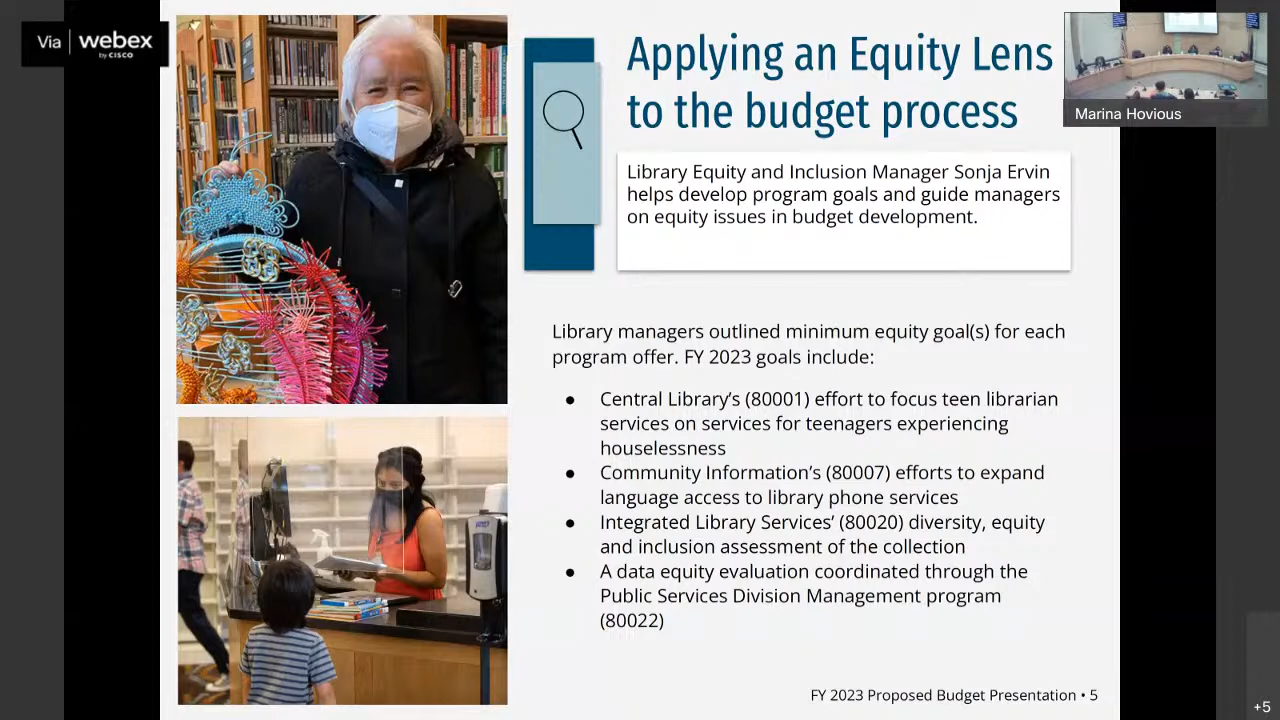 Via webex
by CISCO
Applying an Equity Lens
to the budget process
Marina Hovious
Library Equity and Inclusion Manager Sonja Ervin
helps develop program goals and guide managers
on equity issues in budget development.
Library managers outlined minimum equity goal(s) for each
program offer. FY 2023 goals include:
● Central Library’s (80001) effort to focus teen librarian
services on services for teenagers experiencing
houselessness
● Community Information’s (80007) efforts to expand
language access to library phone services
● Integrated Library Services’ (80020) diversity, equity
and inclusion assessment of the collection
● A data equity evaluation coordinated through the
Public Services Division Management program
(80022)
FY 2023 Proposed Budget Presentation • 5
+5